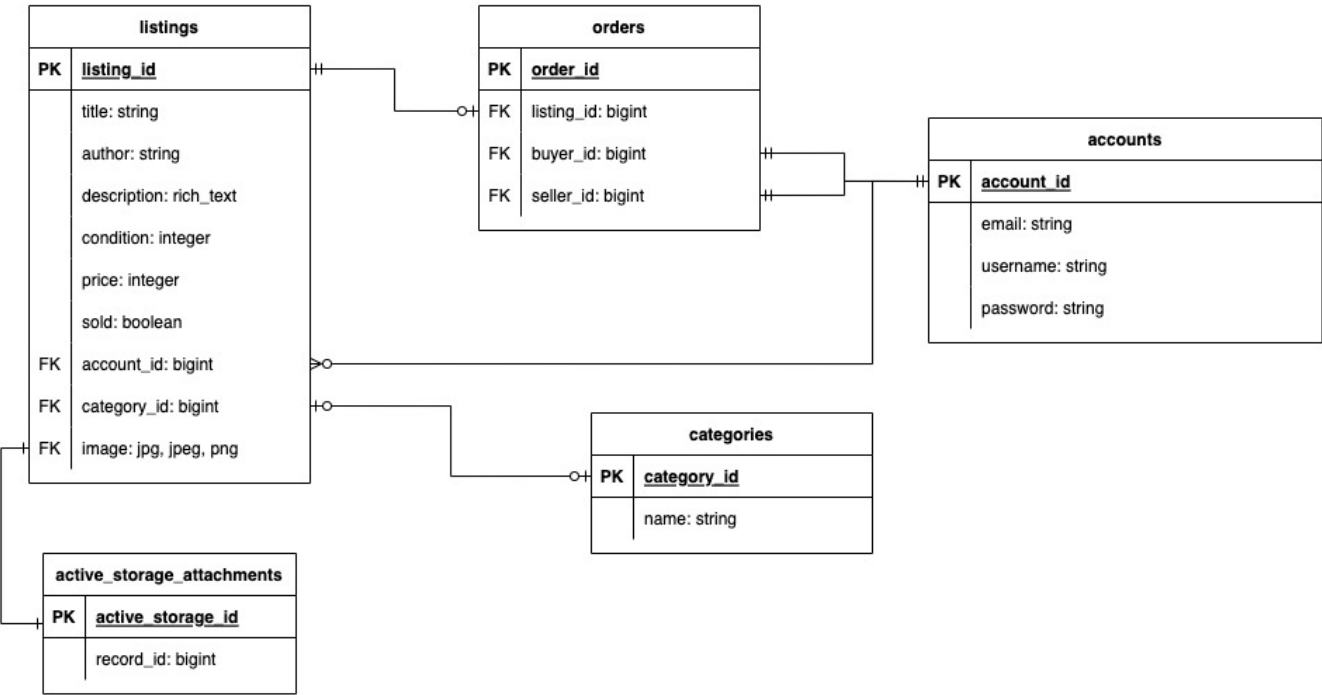 listings
PK listing_id
title: string
author: string
description: rich_text
condition: integer
price: integer
sold: boolean
FK account_id: bigint
FK category_id: bigint
FK image: jpg, jpeg, png
orders
PK order_id
FK listing_id: bigint
FK buyer_id: bigint
FK seller_id: bigint
accounts
PK account_id
email: string
username: string
password: string
categories
PK category_id
name: string
active_storage_attachments
PK active_storage_id
record_id: bigint